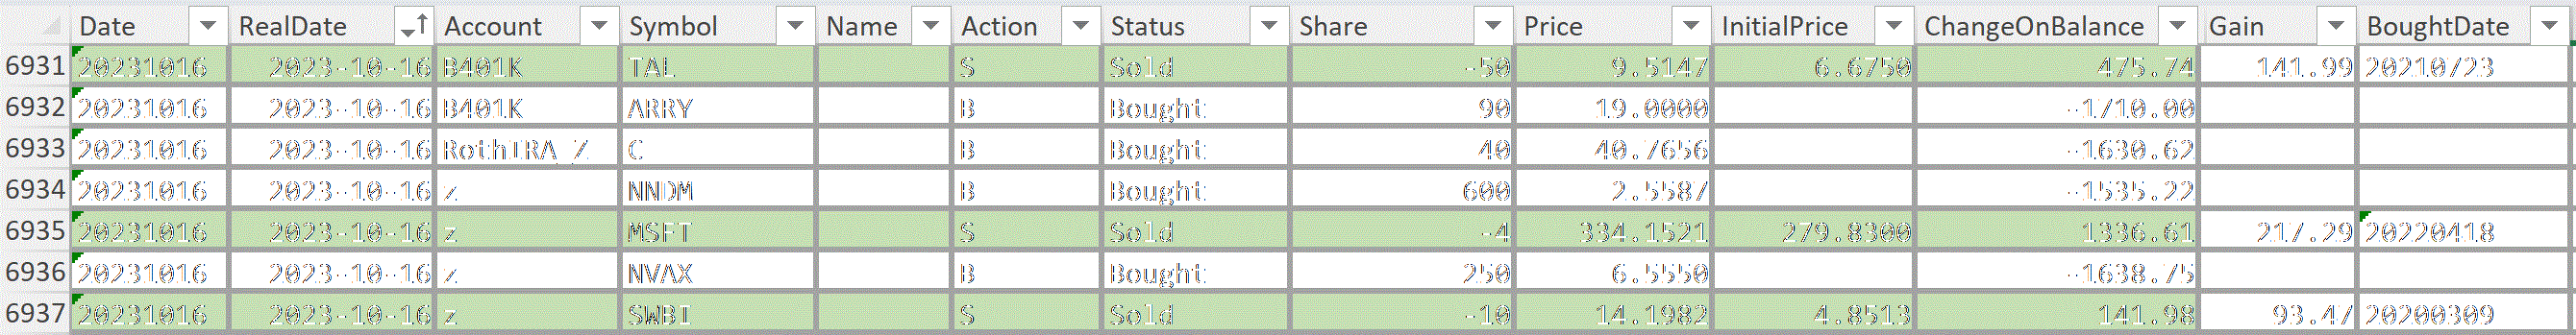 Date RealDate Account Symbol Name Action Status Share Price InitialPrice ChangeOnBalance Gain BoughtDate
6931 20231016 2023-10-16 B401K TAL S Sold -50 9.5147 6.6750 475.74 141.99 20210723
6932 20231016 2023-10-16 B401K ARRY B Bought 90 19.0000 -1710.00
6933 20231016 2023-10-16 RothIRA_Z C B Bought 40 40.7656 -1630.62
6934 20231016 2023-10-16 z NNDM B Bought 600 2.5587 -1535.22
6935 20231016 2023-10-16 z MSFT S Sold -4 334.1521 279.8300 1336.61 217.29 20220418
6936 20231016 2023-10-16 z NVAX B Bought 250 6.5550 -1638.75
6937 20231016 2023-10-16 z SWBI S Sold -10 14.1982 4.8513 141.98 93.47 20200309